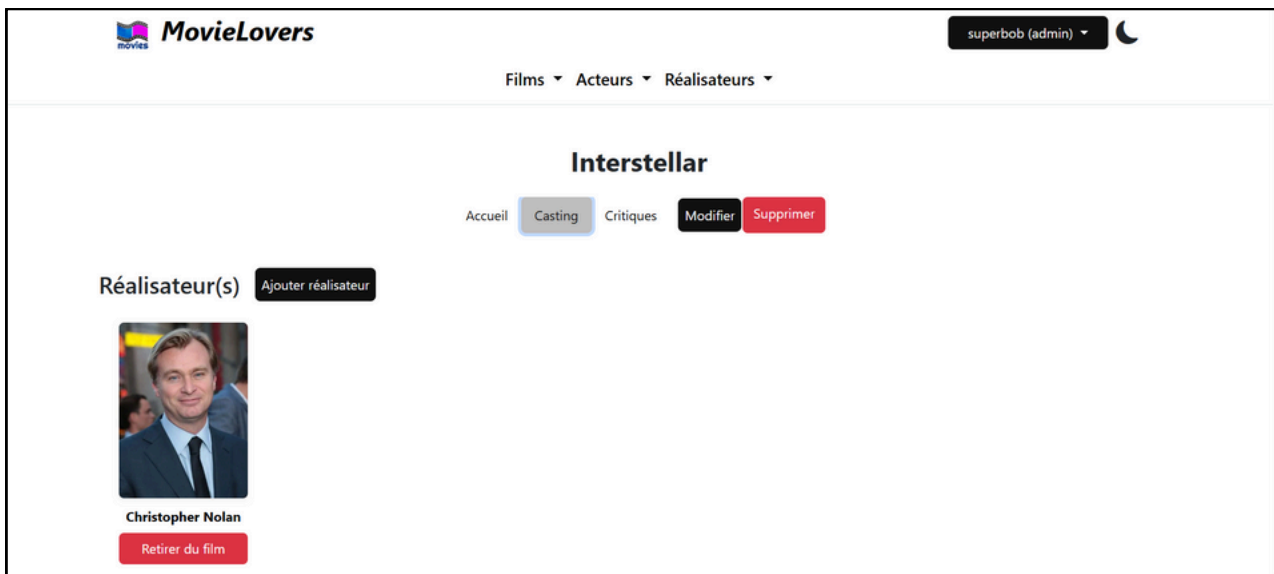 movies
MovieLovers
superbob (admin)
Films Acteurs Réalisateurs
Interstellar
Accueil Casting Critiques Modifier Supprimer
Réalisateur(s) Ajouter réalisateur
Christopher Nolan
Retirer du film